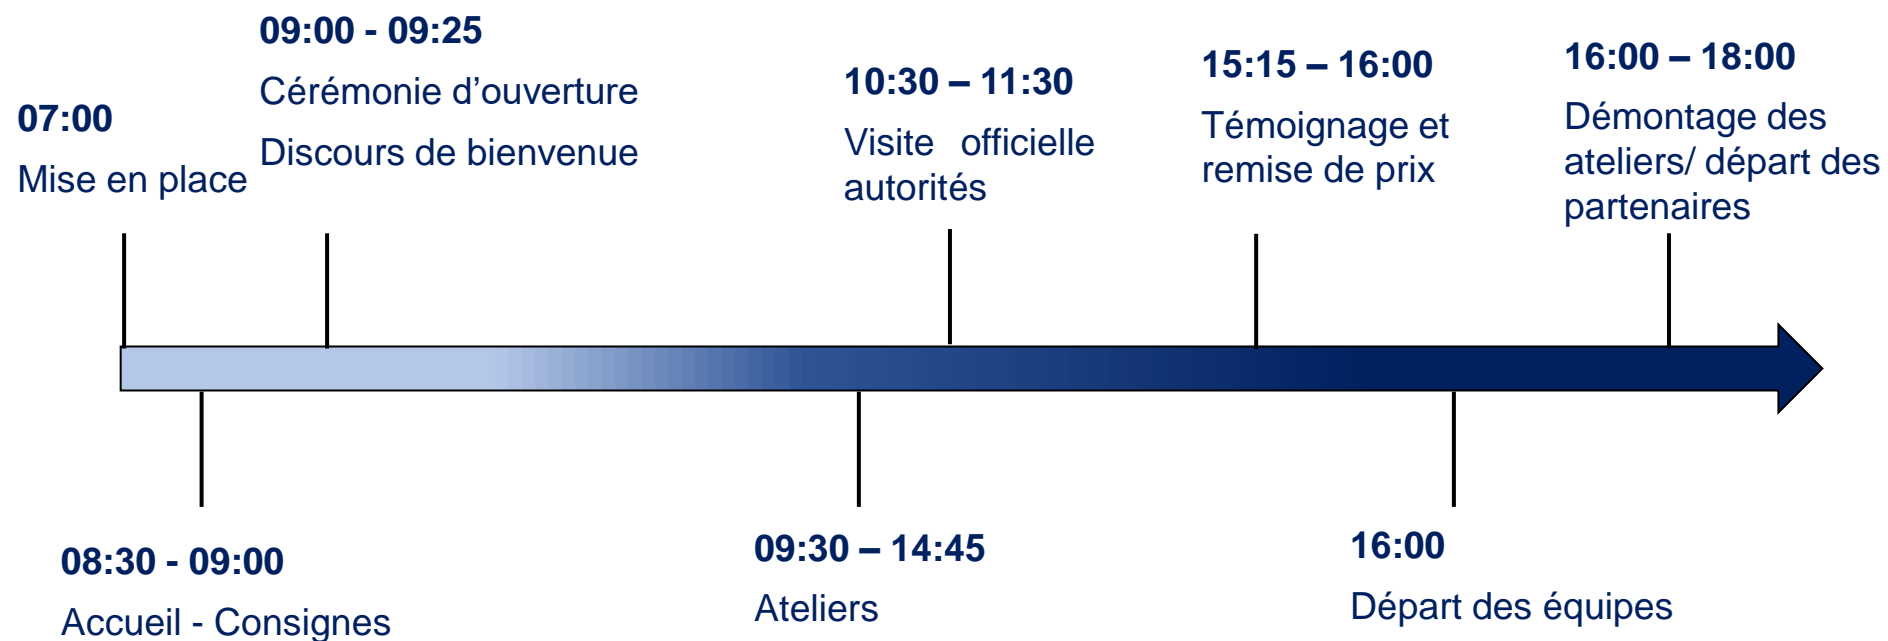 07:00
Mise en place
09:00 - 09:25
Cérémonie d’ouverture
Discours de bienvenue
10:30 – 11:30
Visite officielle
autorités
15:15 – 16:00
Témoignage et
remise de prix
16:00 – 18:00
Démontage des
ateliers/ départ des
partenaires
08:30 - 09:00
Accueil - Consignes
09:30 – 14:45
Ateliers
16:00
Départ des équipes